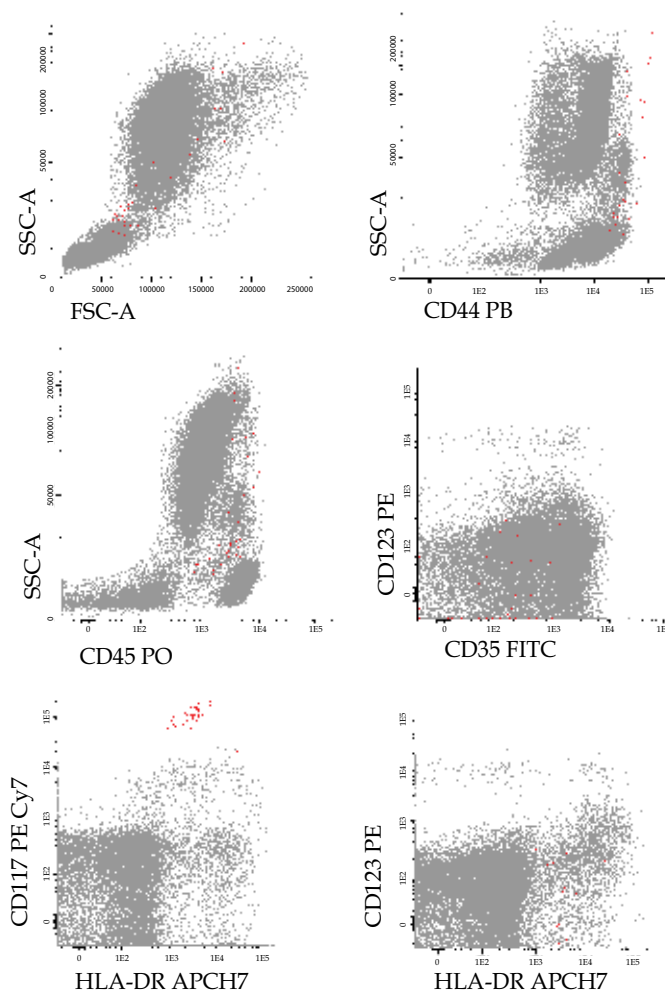 200000
100000
50000
0
SSC-A
0
50000
100000
150000
200000
250000
FSC-A
200000
100000
50000
0
SSC-A
0
1E2
1E3
1E4
1E5
CD44 PB
200000
100000
50000
0
SSC-A
0
1E2
1E3
1E4
1E5
CD45 PO
1E5
1E4
1E3
1E2
0
CD123 PE
0
1E2
1E3
1E4
CD35 FITC
1E5
1E4
1E3
1E2
0
CD117 PE Cy7
0
1E2
1E3
1E4
1E5
HLA-DR APCH7
1E5
1E4
1E3
1E2
0
CD123 PE
0
1E2
1E3
1E4
1E5
HLA-DR APCH7